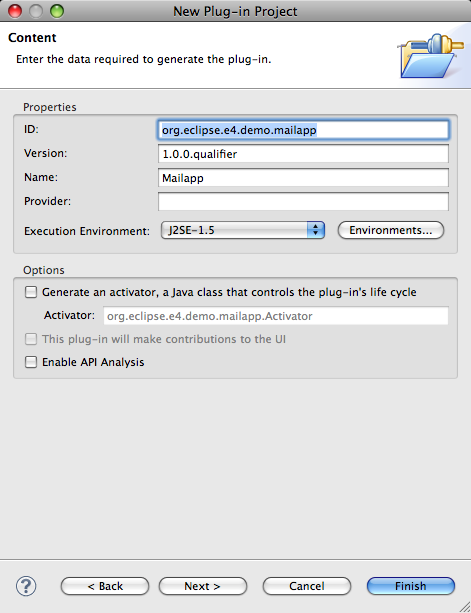 New Plug-in Project
Content
Enter the data required to generate the plug-in.
Properties
ID: org.eclipse.e4.demo.mailapp
Version: 1.0.0.qualifier
Name: Mailapp
Provider:
Execution Environment: J2SE-1.5 Environments...
Options
Generate an activator, a Java class that controls the plug-in's life cycle
Activator: org.eclipse.e4.demo.mailapp.Activator
This plug-in will make contributions to the UI
Enable API Analysis
? < Back Next > Cancel Finish